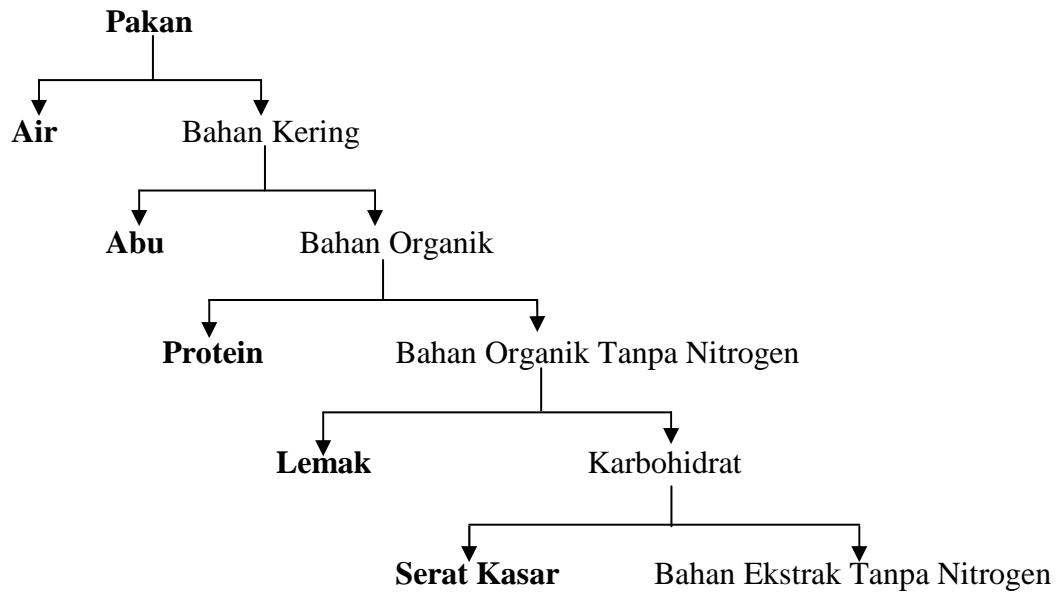 Pakan
Air Bahan Kering
Abu Bahan Organik
Protein Bahan Organik Tanpa Nitrogen
Lemak Karbohidrat
Serat Kasar Bahan Ekstrak Tanpa Nitrogen